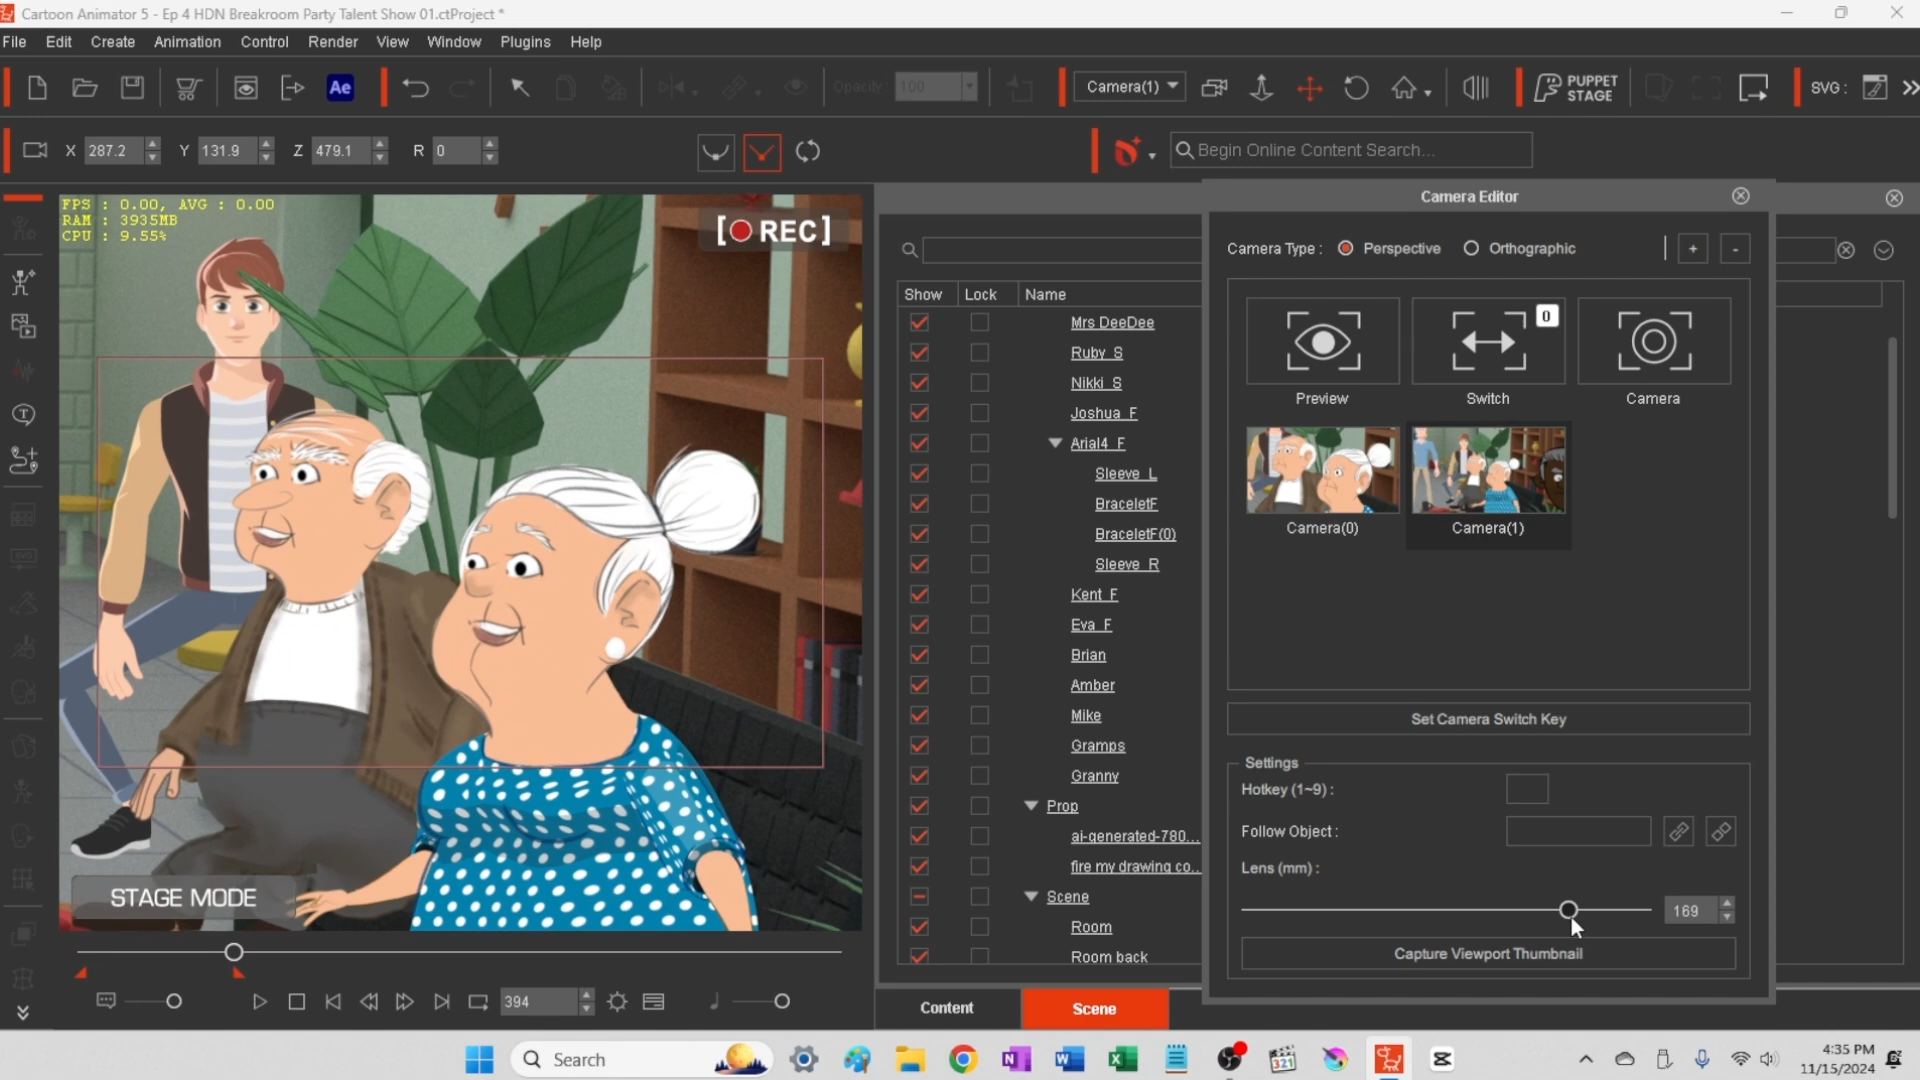 Cartoon Animator 5 - Ep 4 HDN Breakroom Party Talent Show 01.ctProject *
File Edit Create Animation Control Render View Window Plugins Help
Ae
Opacity: 100
Camera(1)
PUPPET STAGE
SVG :
X 287.2 Y 131.9 Z 479.1 R 0
Begin Online Content Search...
FPS : 0.00, AVG : 0.00
RAM : 3935MB
CPU : 9.55%
[ REC]
STAGE MODE
394
Show Lock Name
Mrs DeeDee
Ruby_S
Nikki_S
Joshua_F
Arial4_F
Sleeve_L
BraceletF
BraceletF(0)
Sleeve_R
Kent_F
Eva_F
Brian
Amber
Mike
Gramps
Granny
Prop
ai-generated-780...
fire my drawing co...
Scene
Room
Room back
Content Scene
Camera Editor
Camera Type : Perspective Orthographic + -
0
Preview Switch Camera
Camera(0) Camera(1)
Set Camera Switch Key
Settings
Hotkey (1~9) :
Follow Object :
Lens (mm) :
169
Capture Viewport Thumbnail
Search
321
4:35 PM
11/15/2024